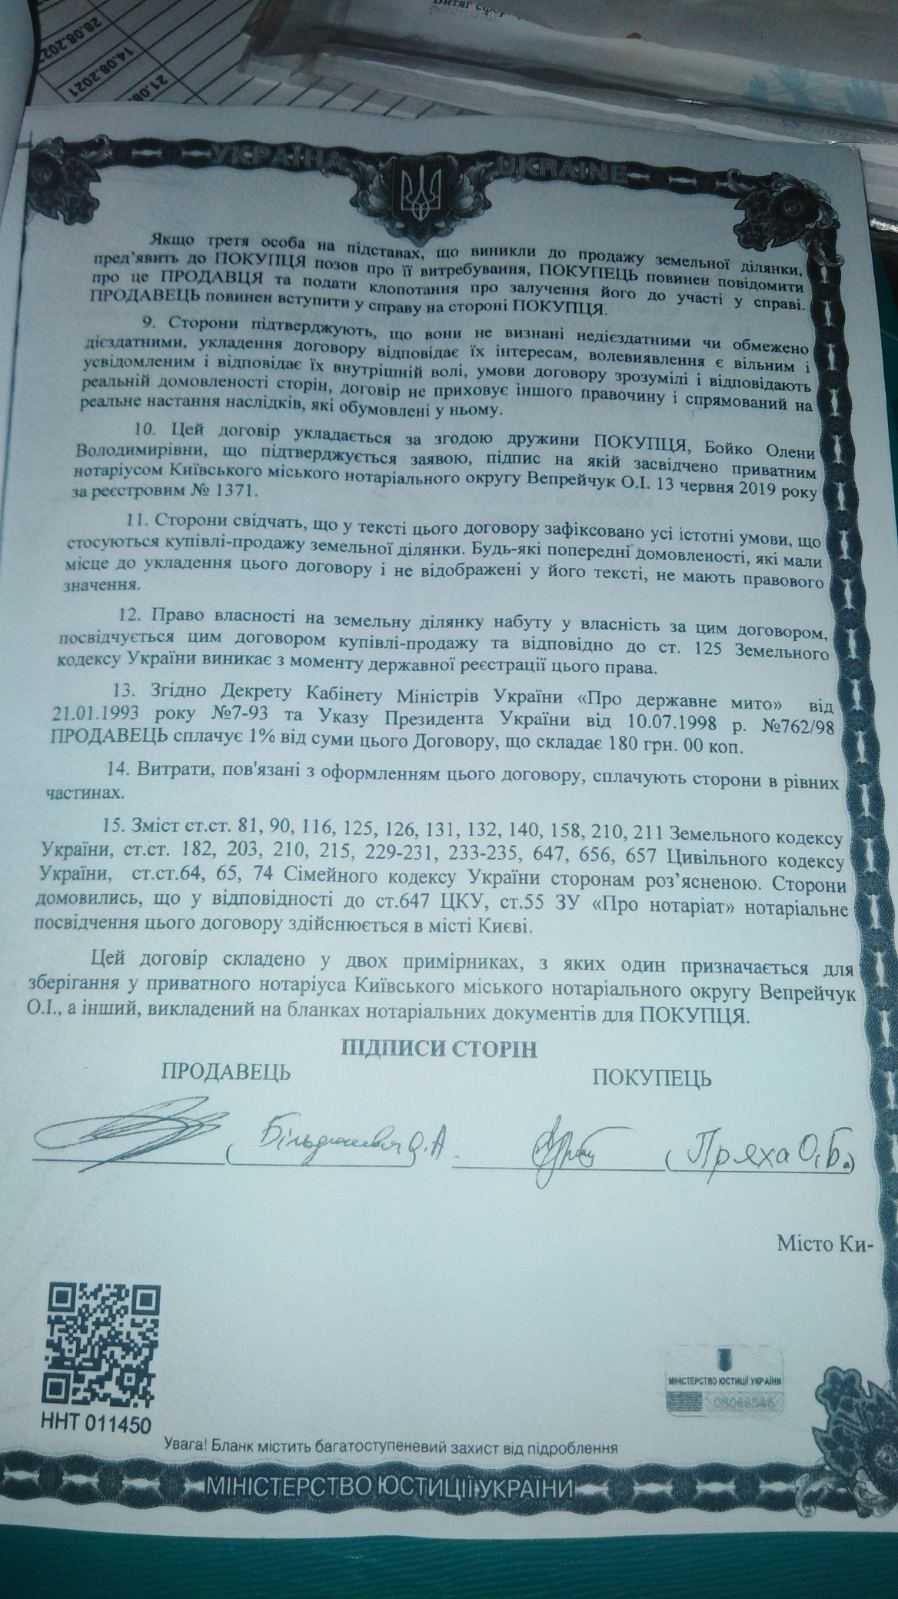 Витяг
28.08.202
14.08.2021
21.08
УКРАЇНА UKRAINE
Якщо третя особа на підставах, що виникли до продажу земельної ділянки,
пред’явить до ПОКУПЦЯ позов про її витребування, ПОКУПЕЦЬ повинен повідомити
про це ПРОДАВЦЯ та подати клопотання про залучення його до участі у справі.
ПРОДАВЕЦЬ повинен вступити у справу на стороні ПОКУПЦЯ.
9. Сторони підтверджують, що вони не визнані недієздатними чи обмежено
дієздатними, укладення договору відповідає їх інтересам, волевиявлення є вільним і
усвідомленим і відповідає їх внутрішній волі, умови договору зрозумілі і відповідають
реальній домовленості сторін, договір не приховує іншого правочину і спрямований на
реальне настання наслідків, які обумовлені у ньому.
10. Цей договір укладається за згодою дружини ПОКУПЦЯ, Бойко Олени
Володимирівни, що підтверджується заявою, підпис на якій засвідчено приватним
нотаріусом Київського міського нотаріального округу Вепрейчук О.І. 13 червня 2019 року
за реєстровим № 1371.
11. Сторони свідчать, що у тексті цього договору зафіксовано усі істотні умови, що
стосуються купівлі-продажу земельної ділянки. Будь-які попередні домовленості, які мали
місце до укладення цього договору і не відображені у його тексті, не мають правового
значення.
12. Право власності на земельну ділянку набуту у власність за цим договором,
посвідчується цим договором купівлі-продажу та відповідно до ст. 125 Земельного
кодексу України виникає з моменту державної реєстрації цього права.
13. Згідно Декрету Кабінету Міністрів України «Про державне мито» від
21.01.1993 року №7-93 та Указу Президента України від 10.07.1998 р. №762/98
ПРОДАВЕЦЬ сплачує 1% від суми цього Договору, що складає 180 грн. 00 коп.
14. Витрати, пов'язані з оформленням цього договору, сплачують сторони в рівних
частинах.
15. Зміст ст.ст. 81, 90, 116, 125, 126, 131, 132, 140, 158, 210, 211 Земельного кодексу
України, ст.ст. 182, 203, 210, 215, 229-231, 233-235, 647, 656, 657 Цивільного кодексу
України, ст.ст.64, 65, 74 Сімейного кодексу України сторонам роз’ясненою. Сторони
домовились, що у відповідності до ст.647 ЦКУ, ст.55 ЗУ «Про нотаріат» нотаріальне
посвідчення цього договору здійснюється в місті Києві.
Цей договір складено у двох примірниках, з яких один призначається для
зберігання у приватного нотаріуса Київського міського нотаріального округу Вепрейчук
О.І., а інший, викладений на бланках нотаріальних документів для ПОКУПЦЯ.
ПІДПИСИ СТОРІН
ПРОДАВЕЦЬ ПОКУПЕЦЬ
О.А. (Пряха О.Б.)
Місто Ки-
ННТ 011450
МІНІСТЕРСТВО ЮСТИЦІЇ УКРАЇНИ
Увага! Бланк містить багатоступеневий захист від підроблення
МІНІСТЕРСТВО ЮСТИЦІЇ УКРАЇНИ